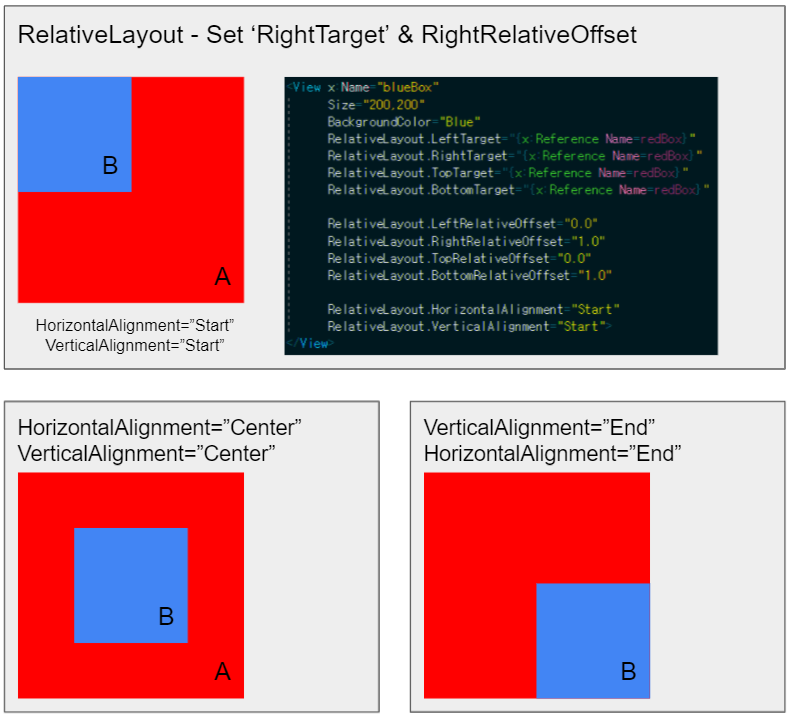 RelativeLayout - Set ‘RightTarget’ & RightRelativeOffset
B
A
HorizontalAlignment=”Start”
VerticalAlignment=”Start”
<View x:Name="blueBox"
Size="200,200"
BackgroundColor="Blue"
RelativeLayout.LeftTarget="{x:Reference Name=redBox}"
RelativeLayout.RightTarget="{x:Reference Name=redBox}"
RelativeLayout.TopTarget="{x:Reference Name=redBox}"
RelativeLayout.BottomTarget="{x:Reference Name=redBox}"
RelativeLayout.LeftRelativeOffset="0.0"
RelativeLayout.RightRelativeOffset="1.0"
RelativeLayout.TopRelativeOffset="0.0"
RelativeLayout.BottomRelativeOffset="1.0"
RelativeLayout.HorizontalAlignment="Start"
RelativeLayout.VerticalAlignment="Start">
</View>
HorizontalAlignment=”Center”
VerticalAlignment=”Center”
B
A
VerticalAlignment=”End”
HorizontalAlignment=”End”
B